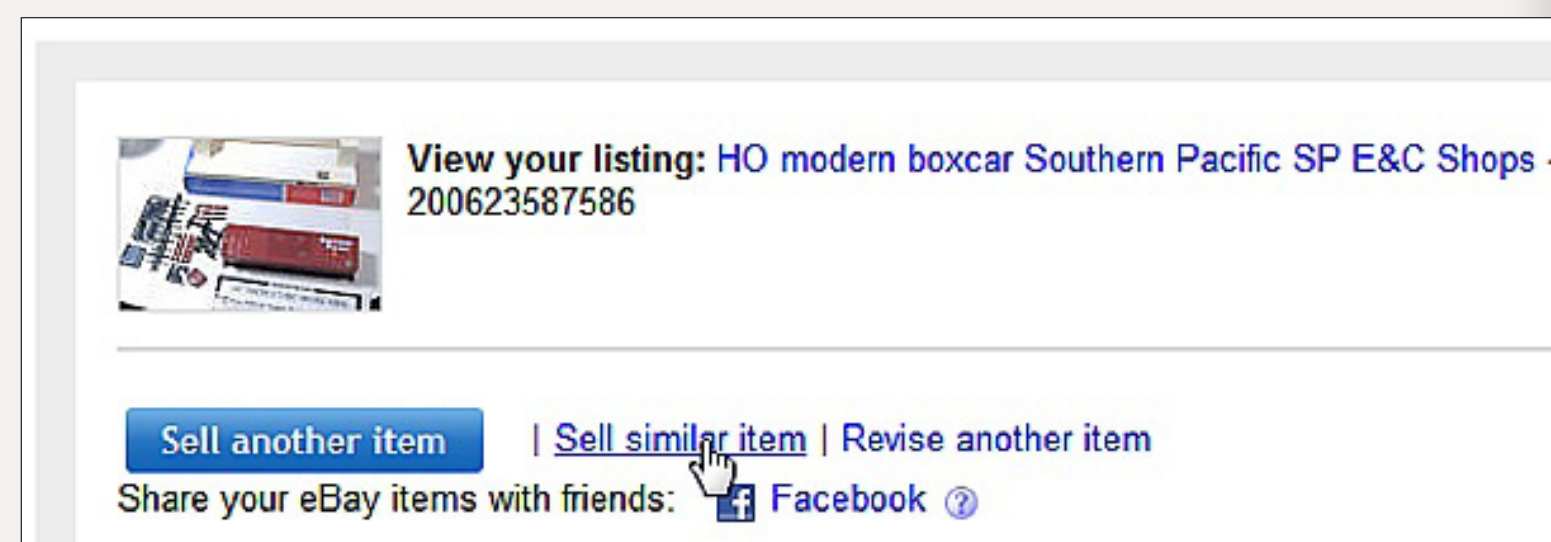 View your listing: HO modern boxcar Southern Pacific SP E&C Shops -
200623587586
Sell another item | Sell similar item | Revise another item
Share your eBay items with friends: Facebook ?